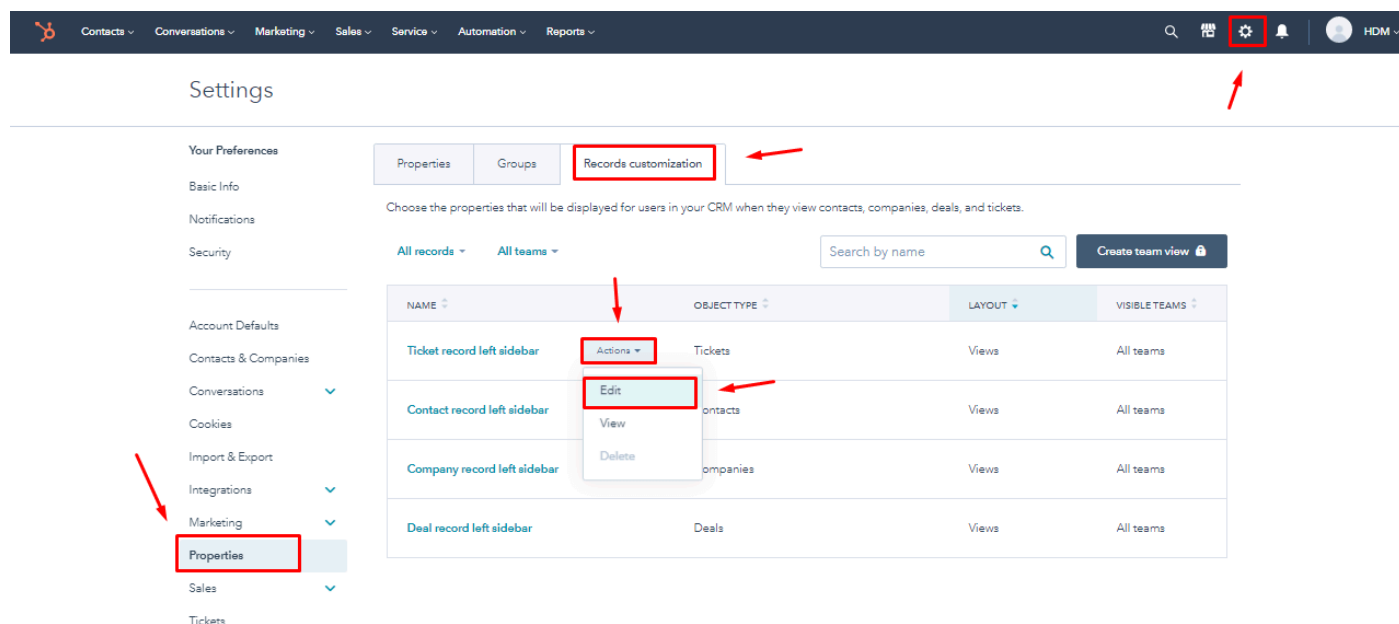 Contacts Conversations Marketing Sales Service Automation Reports HDM
Settings
Your Preferences
Basic Info
Notifications
Security
Account Defaults
Contacts & Companies
Conversations
Cookies
Import & Export
Integrations
Marketing
Properties
Sales
Tickets
Properties Groups Records customization
Choose the properties that will be displayed for users in your CRM when they view contacts, companies, deals, and tickets.
All records All teams Search by name Create team view
NAME OBJECT TYPE LAYOUT VISIBLE TEAMS
Ticket record left sidebar Actions Tickets Views All teams
Edit
Contact record left sidebar ontacts Views All teams
View
Delete
Company record left sidebar ompanies Views All teams
Deal record left sidebar Deals Views All teams